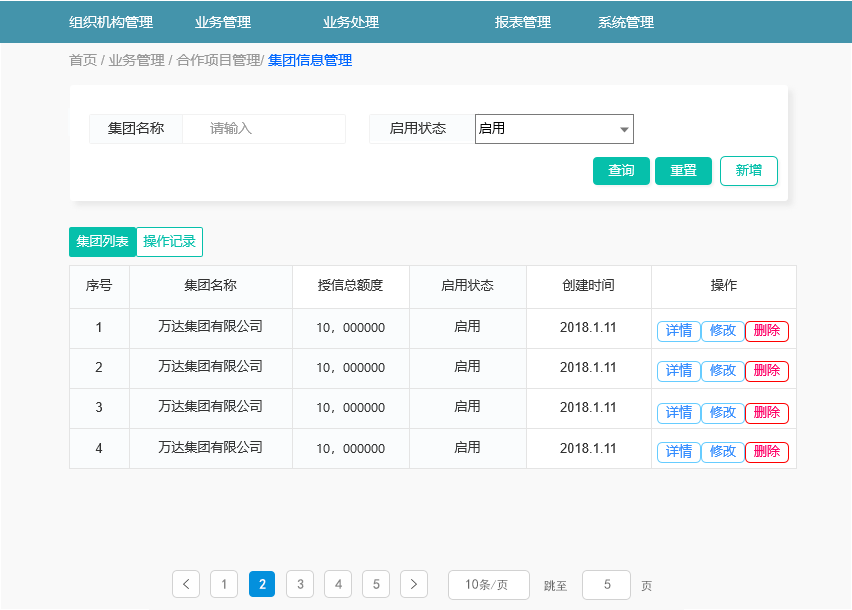 组织机构管理 业务管理 业务处理 报表管理 系统管理
首页 / 业务管理 / 合作项目管理/ 集团信息管理
集团名称 请输入 启用状态 启用
查询 重置 新增
集团列表 操作记录
序号 集团名称 授信总额度 启用状态 创建时间 操作
1 万达集团有限公司 10，000000 启用 2018.1.11 详情 修改 删除
2 万达集团有限公司 10，000000 启用 2018.1.11 详情 修改 删除
3 万达集团有限公司 10，000000 启用 2018.1.11 详情 修改 删除
4 万达集团有限公司 10，000000 启用 2018.1.11 详情 修改 删除
< 1 2 3 4 5 > 10条/页 跳至 5 页